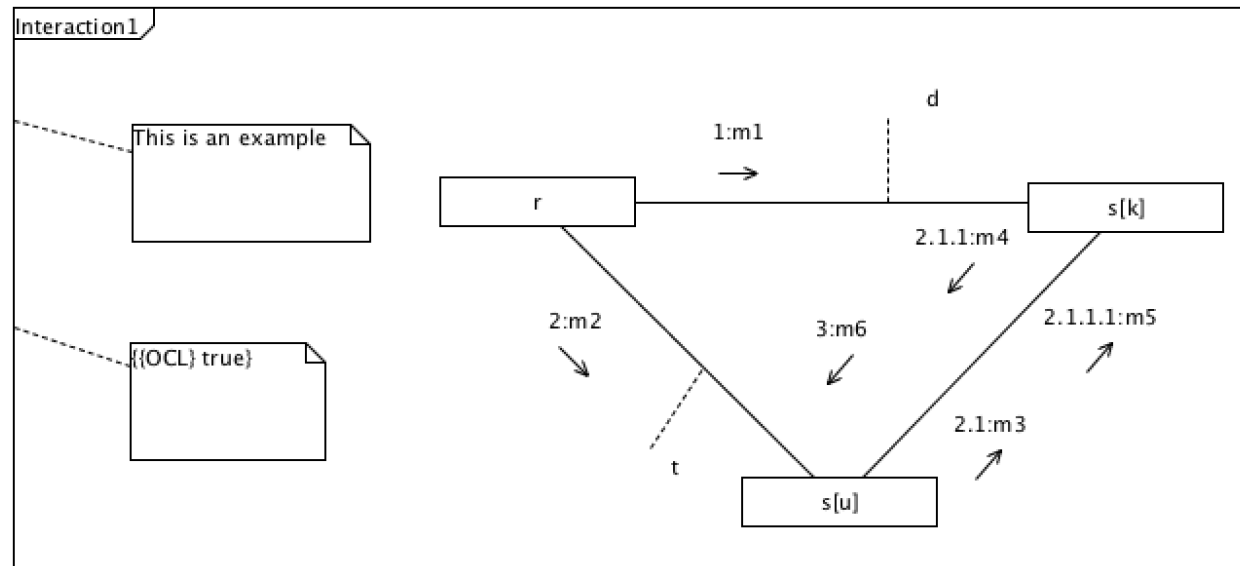 Interaction1
This is an example
{{OCL} true}
d
1:m1
r
s[k]
2.1.1:m4
2:m2
3:m6
2.1.1.1:m5
2.1:m3
t
s[u]